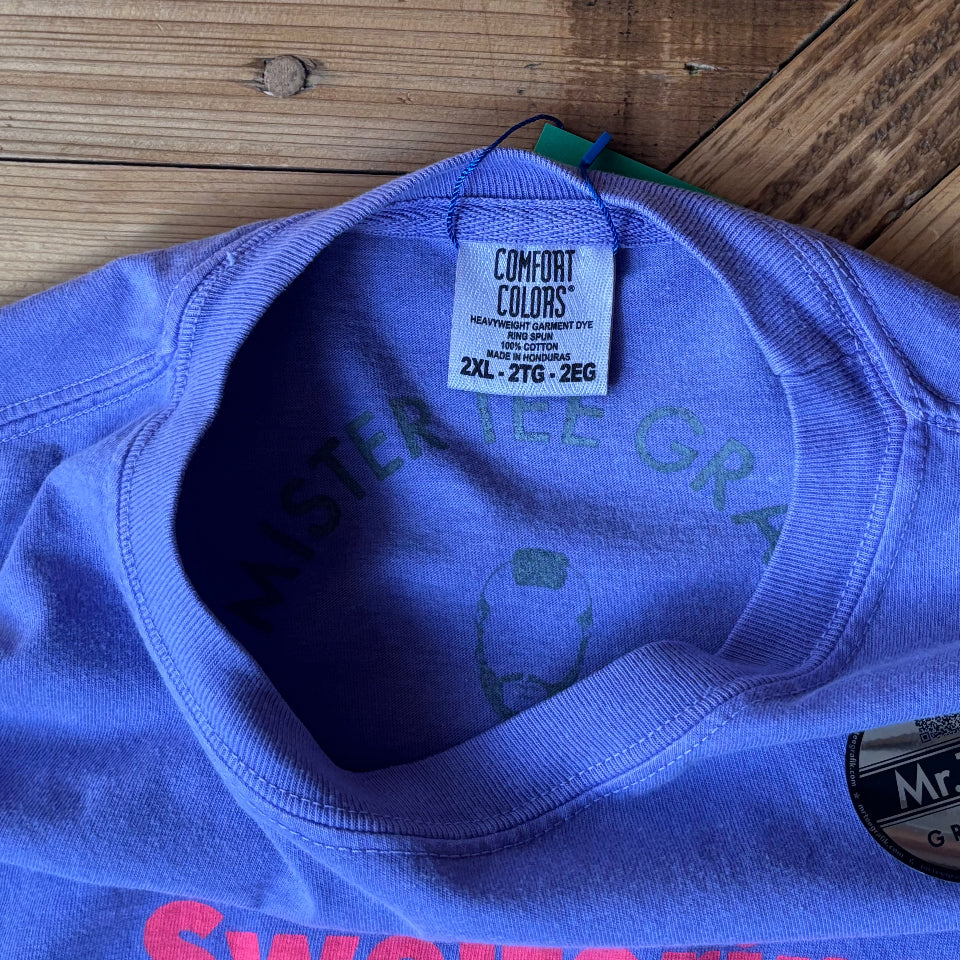 COMFORT
COLORS®
HEAVYWEIGHT GARMENT DYE
RING SPUN
100% COTTON
MADE IN HONDURAS
2XL - 2TG - 2EG
MISTER TEE GRA
Mr.
G